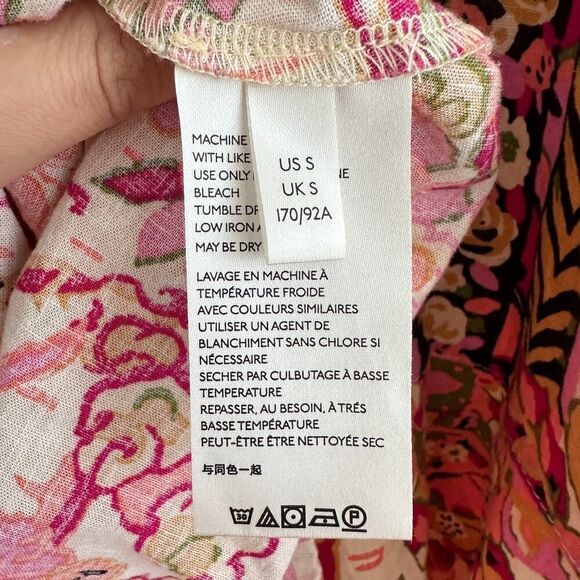 MACHINE
WITH LIKE
USE ONLY
BLEACH
TUMBLE
LOW IRON
MAY BE DRY
US S
UK S
170/92A
LAVAGE EN MACHINE À
TEMPÉRATURE FROIDE
AVEC COULEURS SIMILAIRES
UTILISER UN AGENT DE
BLANCHIMENT SANS CHLORE SI
NÉCESSAIRE
SECHER PAR CULBUTAGE À BASSE
TEMPERATURE
REPASSER, AU BESOIN, À TRÉS
BASSE TEMPÉRATURE
PEUT-ÊTRE ÊTRE NETTOYÉE SEC
与同色一起
30 P